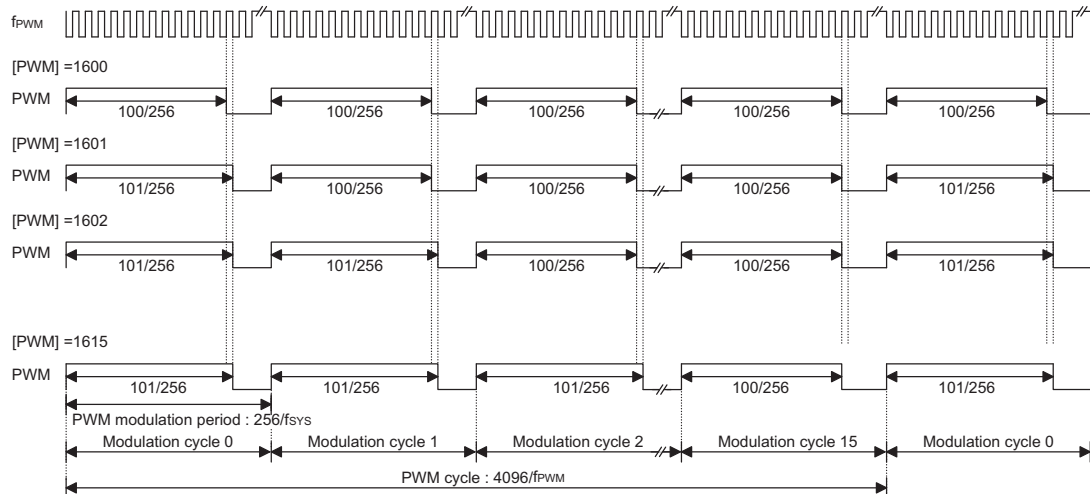 fPWM
[PWM] =1600
PWM
100/256 100/256 100/256 100/256 100/256
[PWM] =1601
PWM
101/256 100/256 100/256 100/256 101/256
[PWM] =1602
PWM
101/256 101/256 100/256 100/256 101/256
[PWM] =1615
PWM
101/256 101/256 101/256 100/256 101/256
PWM modulation period : 256/fSYS
Modulation cycle 0 Modulation cycle 1 Modulation cycle 2 Modulation cycle 15 Modulation cycle 0
PWM cycle : 4096/fPWM